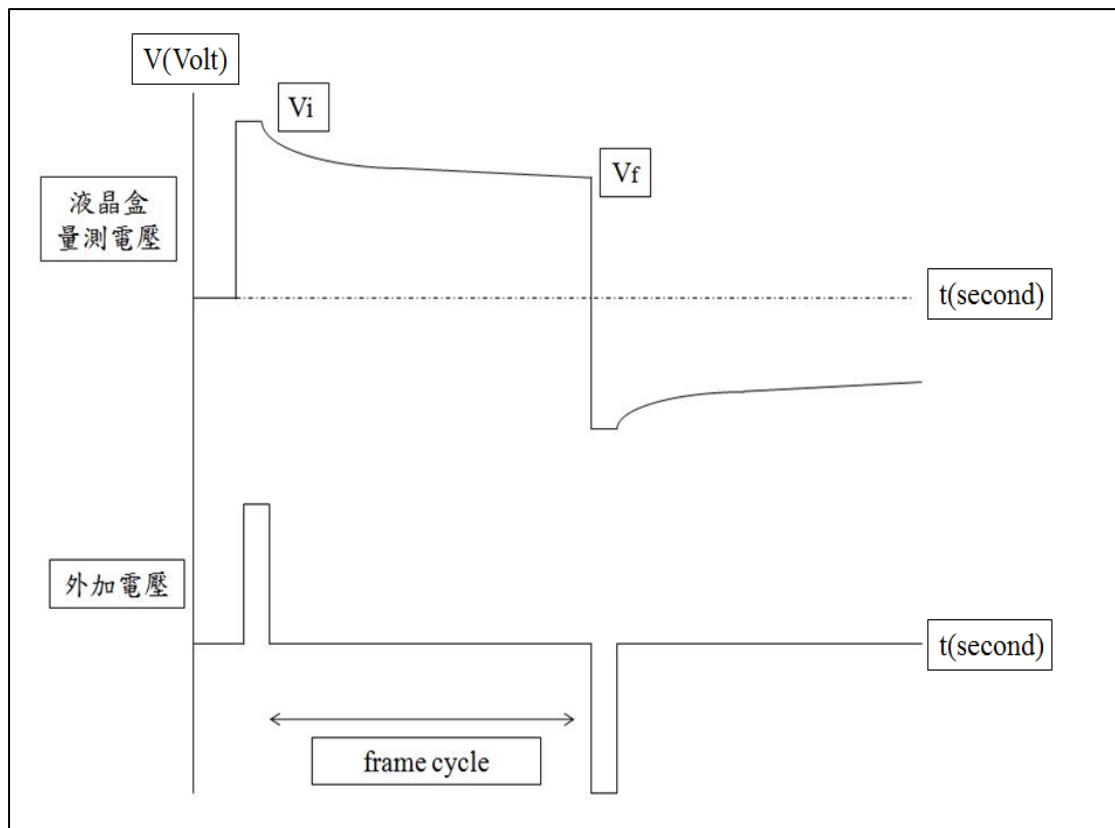 V(Volt)
Vi
Vf
液晶盒
量測電壓
t(second)
外加電壓
t(second)
frame cycle